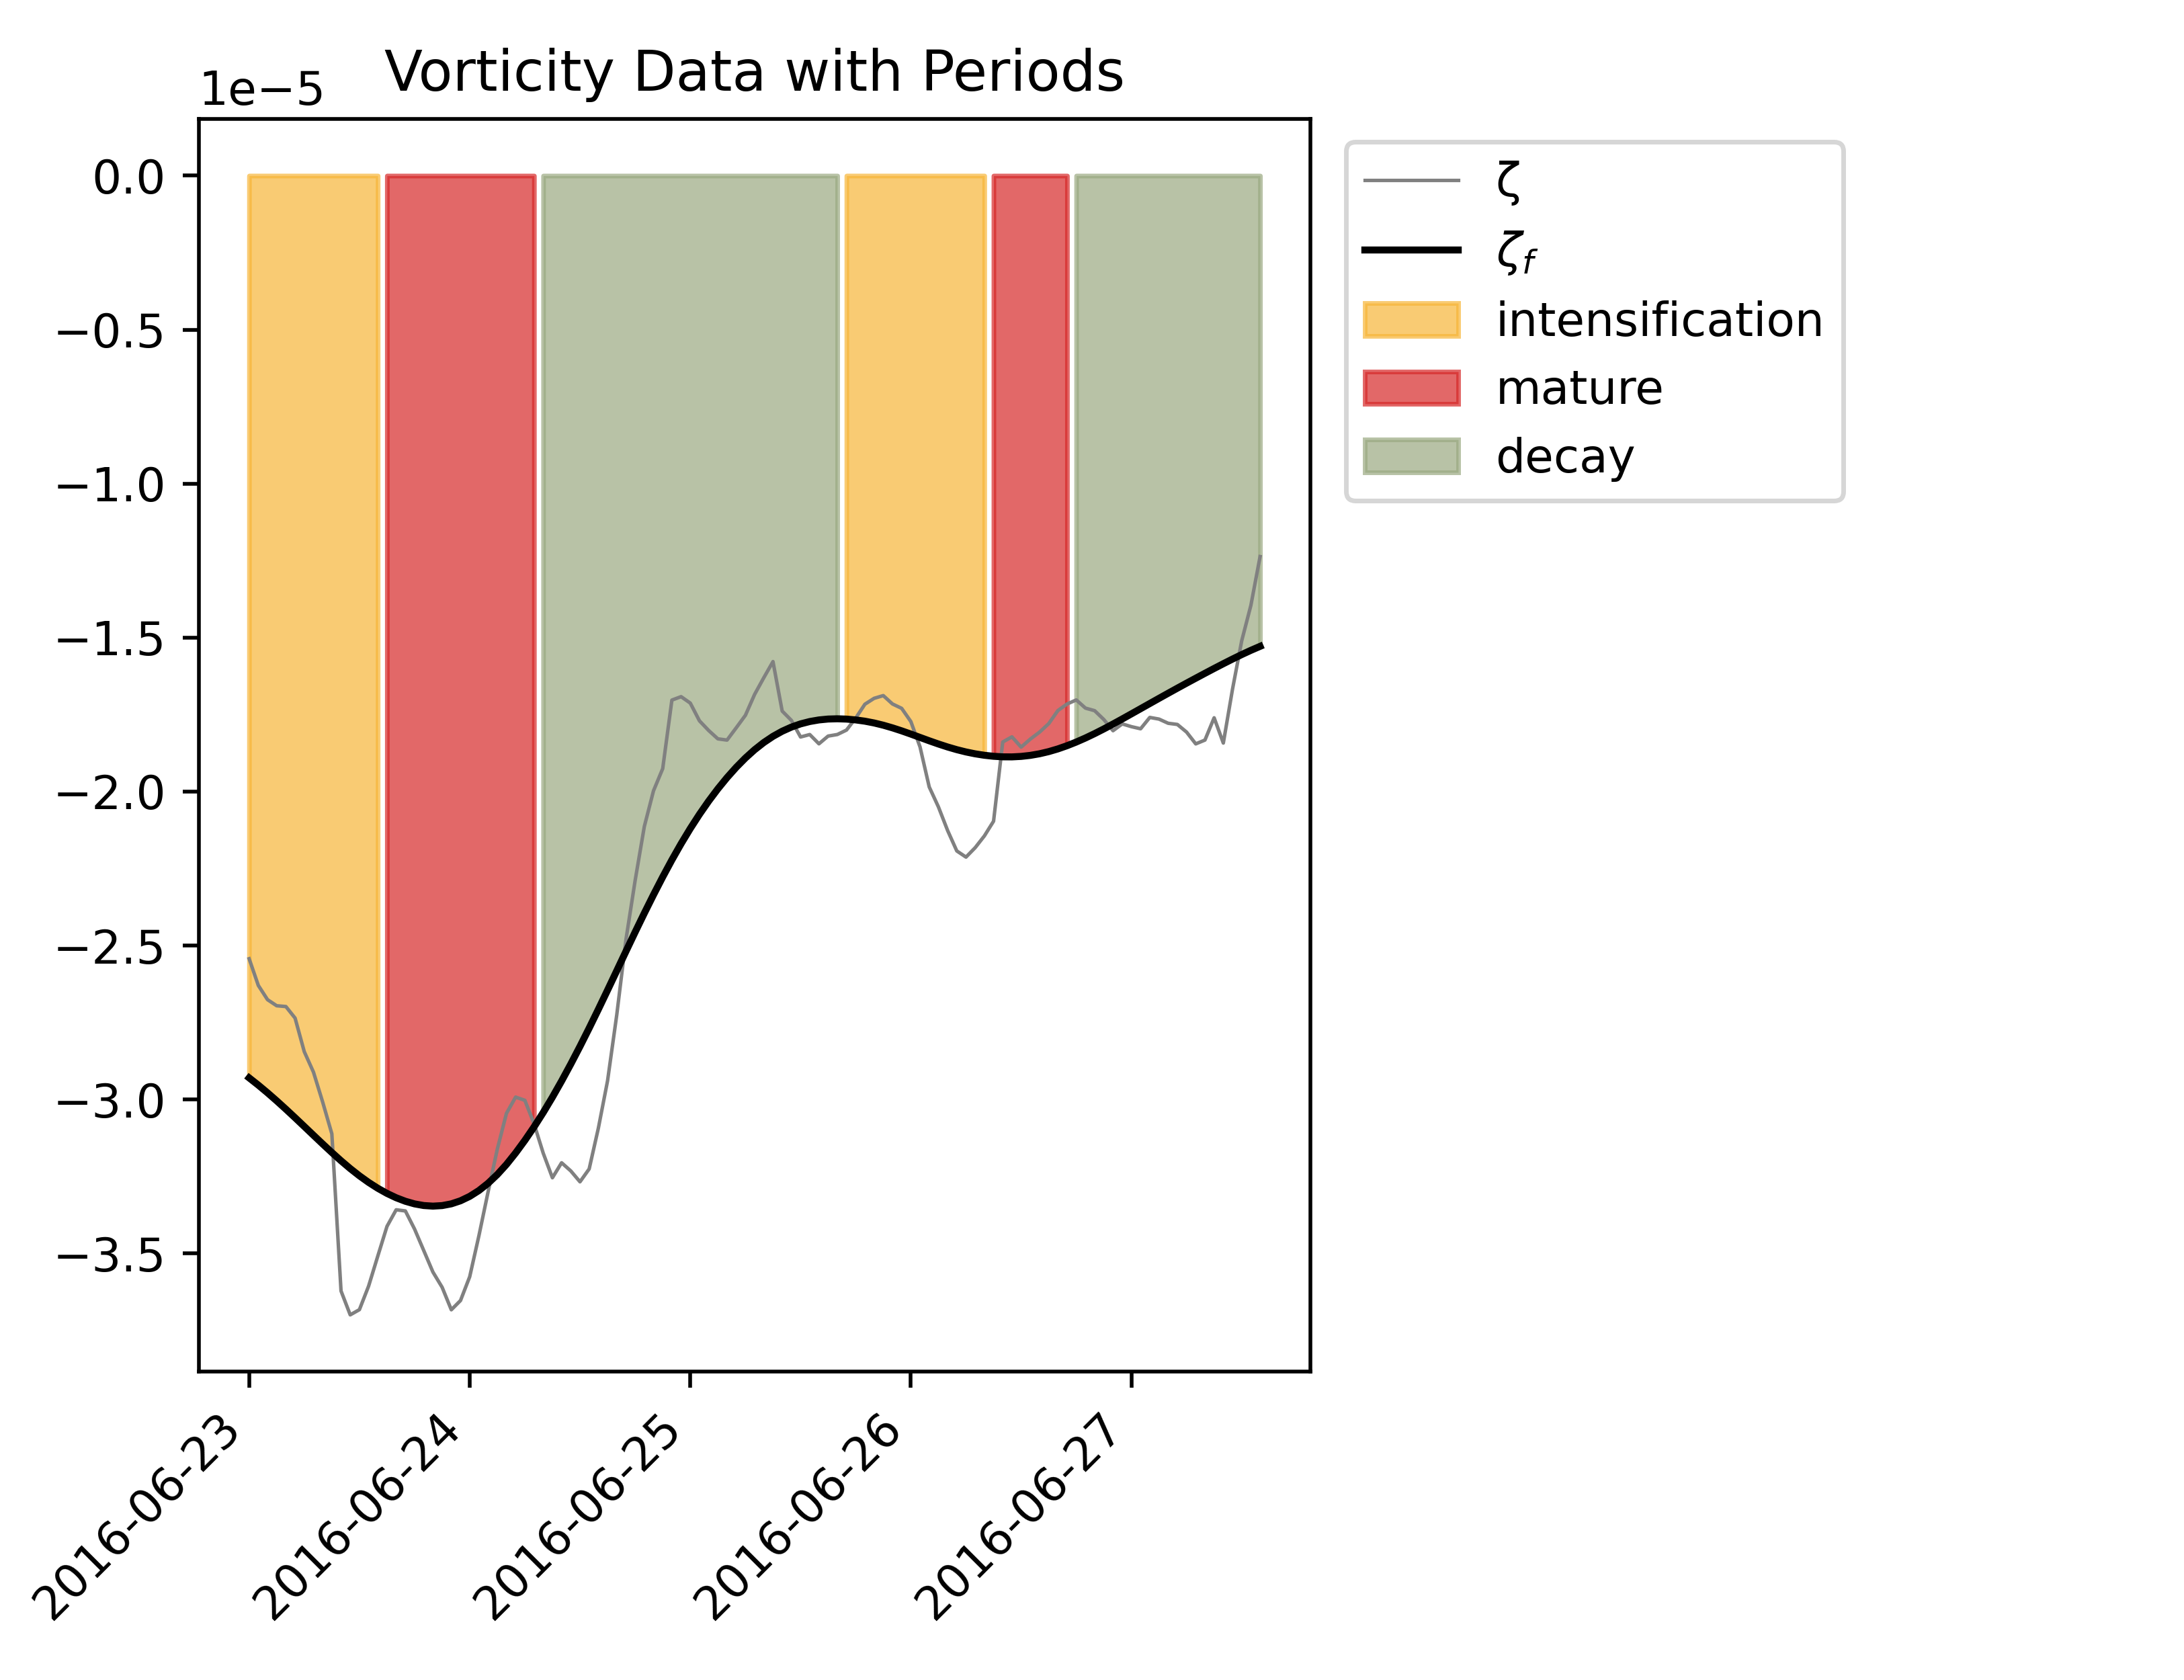 Vorticity Data with Periods
1e−5
0.0
−0.5
−1.0
−1.5
−2.0
−2.5
−3.0
−3.5
2016-06-23
2016-06-24
2016-06-25
2016-06-26
2016-06-27
ζ
ζf
intensification
mature
decay